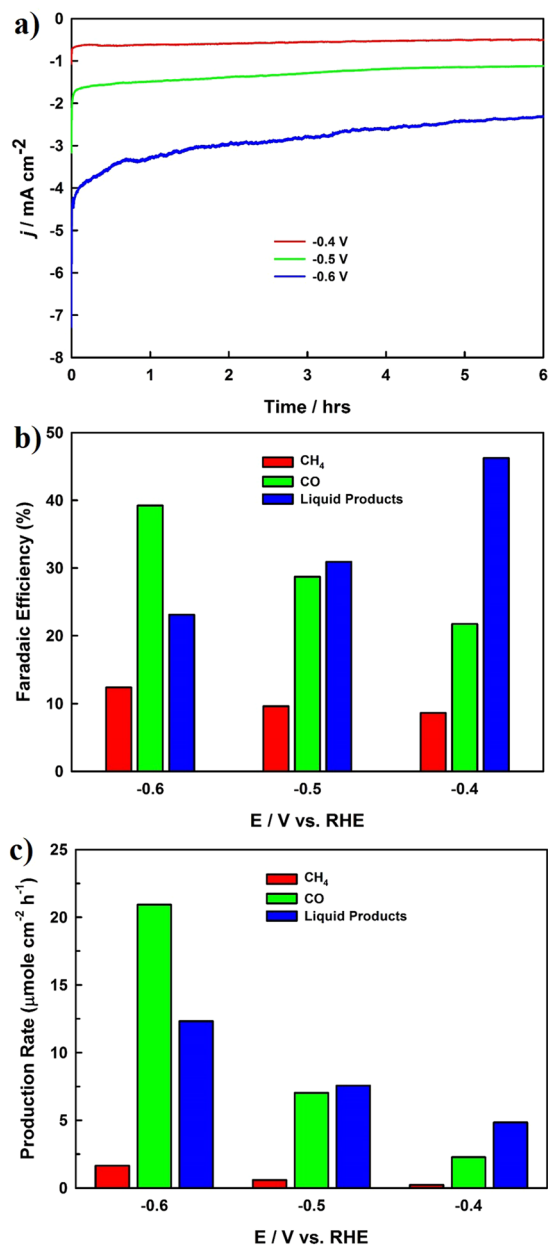 a)
0
-1
-2
-3
-4
-5
-6
-7
-8
j / mA cm-2
-0.4 V
-0.5 V
-0.6 V
0 1 2 3 4 5 6
Time / hrs
b)
50
40
30
20
10
0
Faradaic Efficiency (%)
CH4
CO
Liquid Products
-0.6 -0.5 -0.4
E / V vs. RHE
c)
25
20
15
10
5
0
Production Rate (μmole cm-2 h-1)
CH4
CO
Liquid Products
-0.6 -0.5 -0.4
E / V vs. RHE